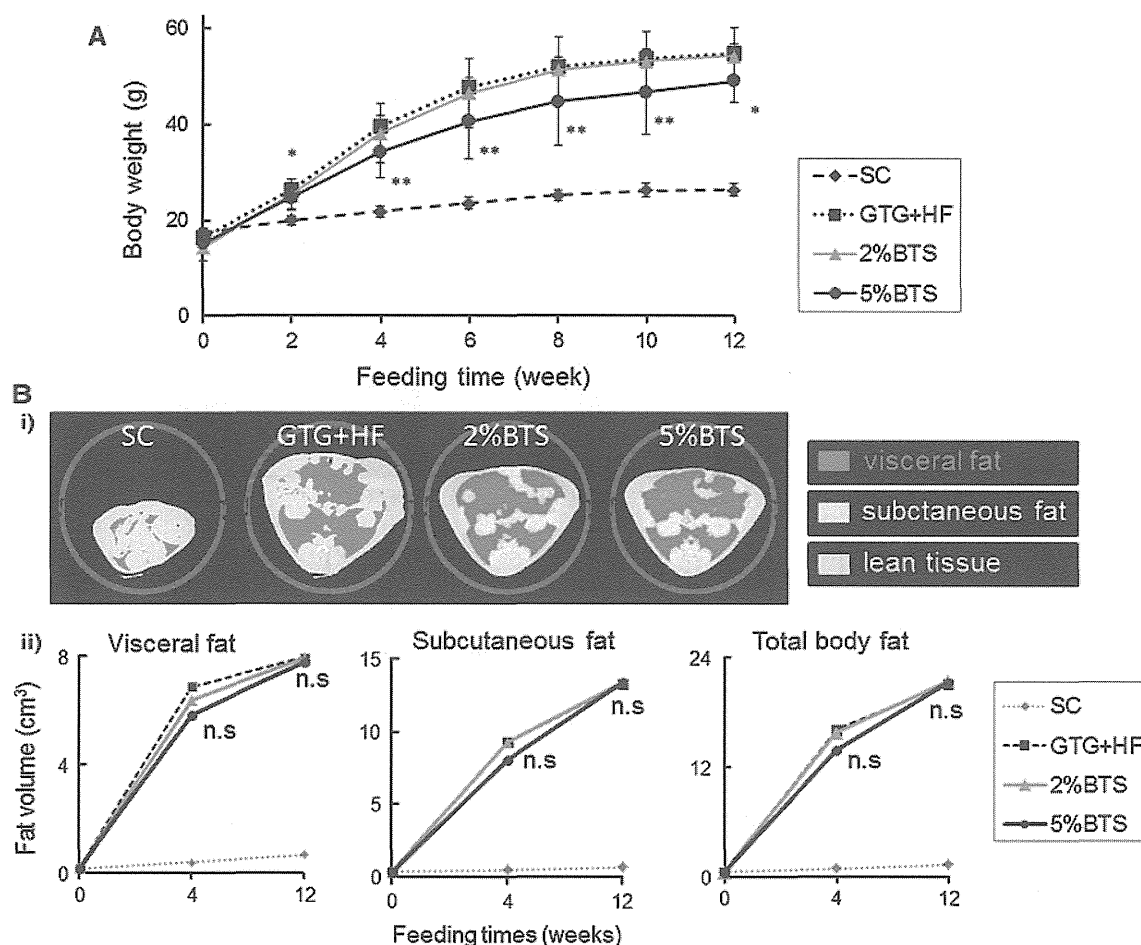 A
Body weight (g)
60
40
20
0
*
**
**
**
**
*
0 2 4 6 8 10 12
Feeding time (week)
SC
GTG+HF
2%BTS
5%BTS
B
i)
SC GTG+HF 2%BTS 5%BTS
visceral fat
subctaneous fat
lean tissue
ii)
Visceral fat
Subcutaneous fat
Total body fat
Fat volume (cm³)
8
4
0
n.s
n.s
0 4 12
15
10
5
0
n.s
n.s
0 4 12
24
12
0
n.s
n.s
0 4 12
Feeding times (weeks)
SC
GTG+HF
2%BTS
5%BTS